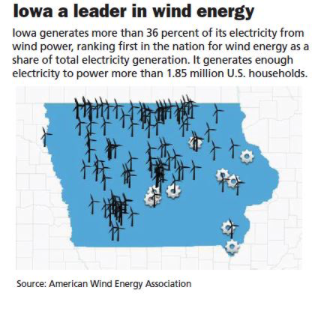 Iowa a leader in wind energy
Iowa generates more than 36 percent of its electricity from
wind power, ranking first in the nation for wind energy as a
share of total electricity generation. It generates enough
electricity to power more than 1.85 million U.S. households.
Source: American Wind Energy Association